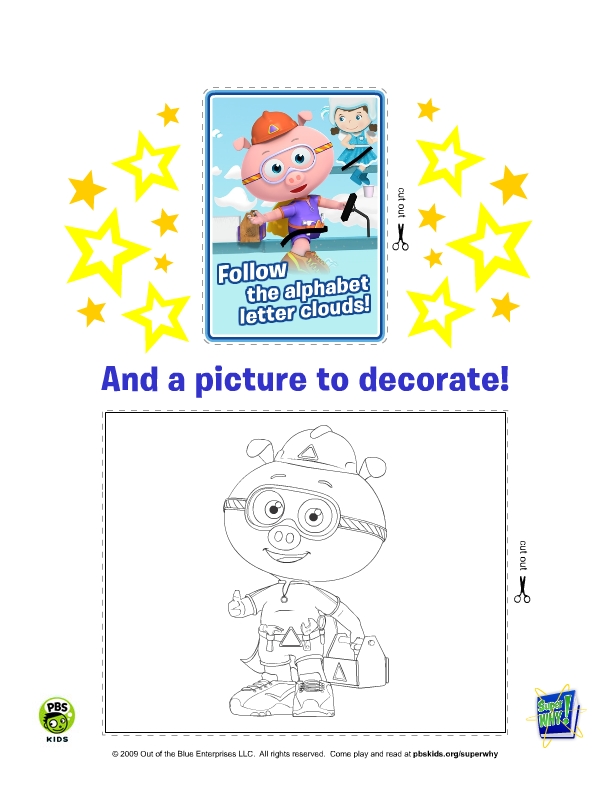 cut out
Follow
the alphabet
letter clouds!
And a picture to decorate!
cut out
PBS
KIDS
SUPER
WHY!
© 2009 Out of the Blue Enterprises LLC. All rights reserved. Come play and read at pbskids.org/superwhy